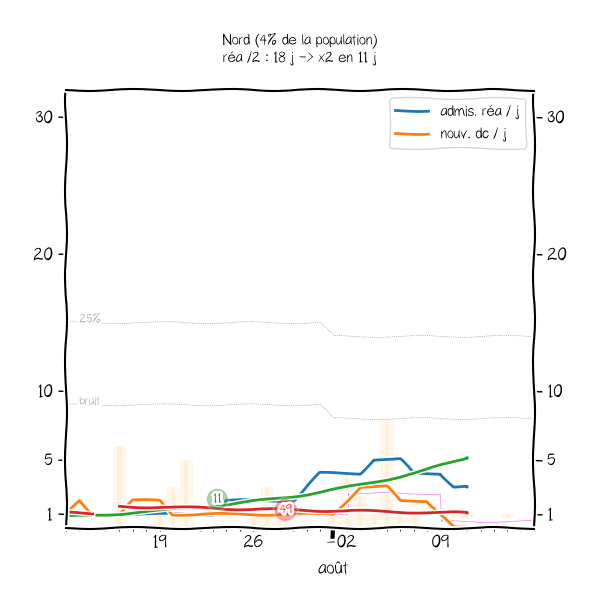 Nord (4% de la population)
réa /2 : 18 j -> x2 en 11 j
admis. réa / j
nouv. dc / j
30
30
20
20
25%
10
10
bruit
5
5
11
49
1
1
19
26
02
09
août